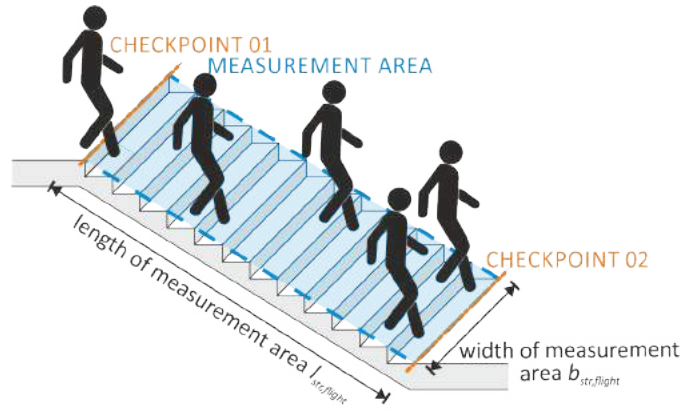 CHECKPOINT 01
MEASUREMENT AREA
CHECKPOINT 02
length of measurement area l_str,flight
width of measurement
area b_str,flight